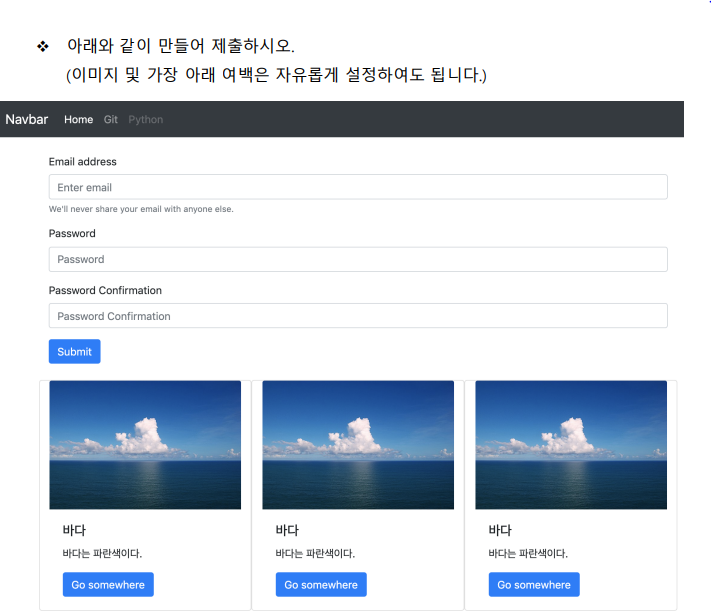 ❖ 아래와 같이 만들어 제출하시오.
(이미지 및 가장 아래 여백은 자유롭게 설정하여도 됩니다.)
Navbar Home Git Python
Email address
Enter email
We'll never share your email with anyone else.
Password
Password
Password Confirmation
Password Confirmation
Submit
바다 바다 바다
바다는 파란색이다. 바다는 파란색이다. 바다는 파란색이다.
Go somewhere Go somewhere Go somewhere